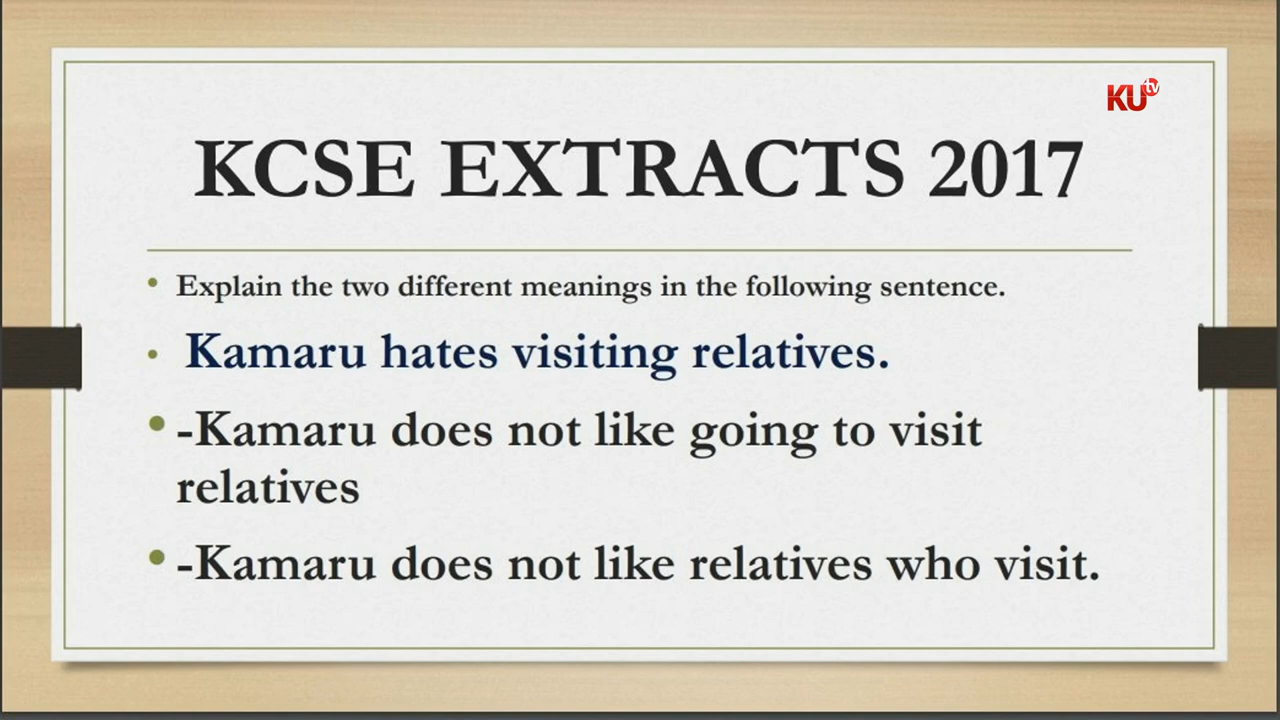 KU tv
KCSE EXTRACTS 2017
• Explain the two different meanings in the following sentence.
• Kamaru hates visiting relatives.
• -Kamaru does not like going to visit
relatives
• -Kamaru does not like relatives who visit.